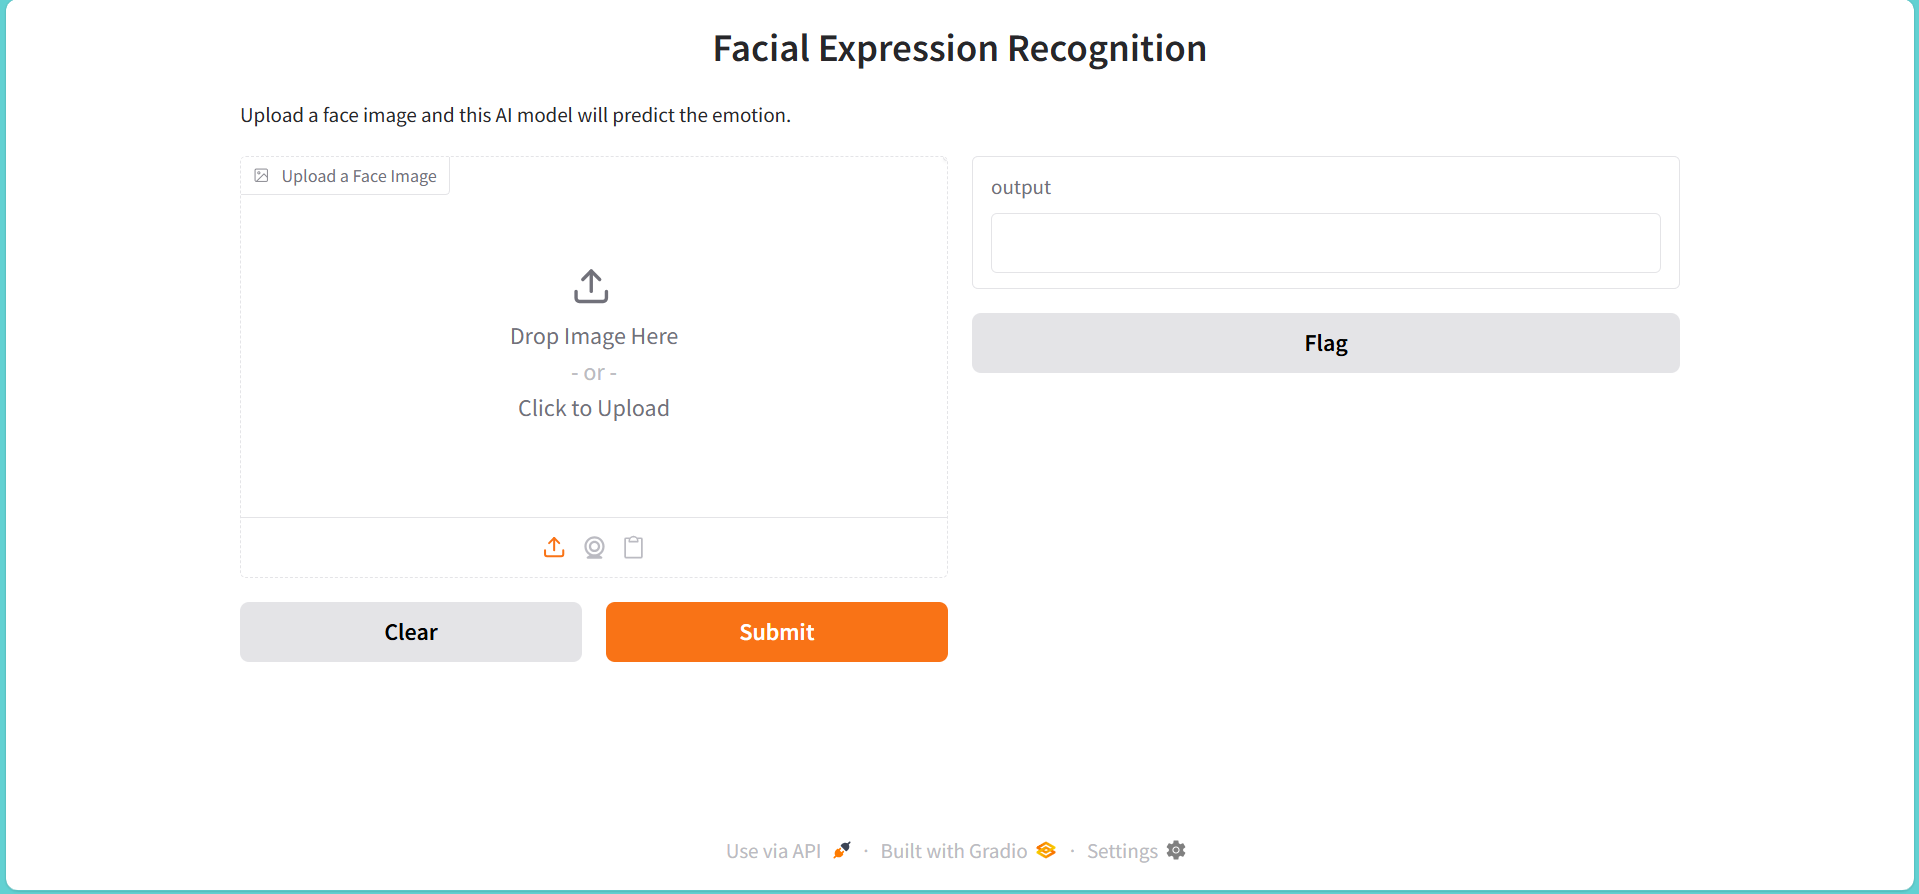 Facial Expression Recognition
Upload a face image and this AI model will predict the emotion.
Upload a Face Image
Drop Image Here
- or -
Click to Upload
Clear
Submit
output
Flag
Use via API · Built with Gradio · Settings